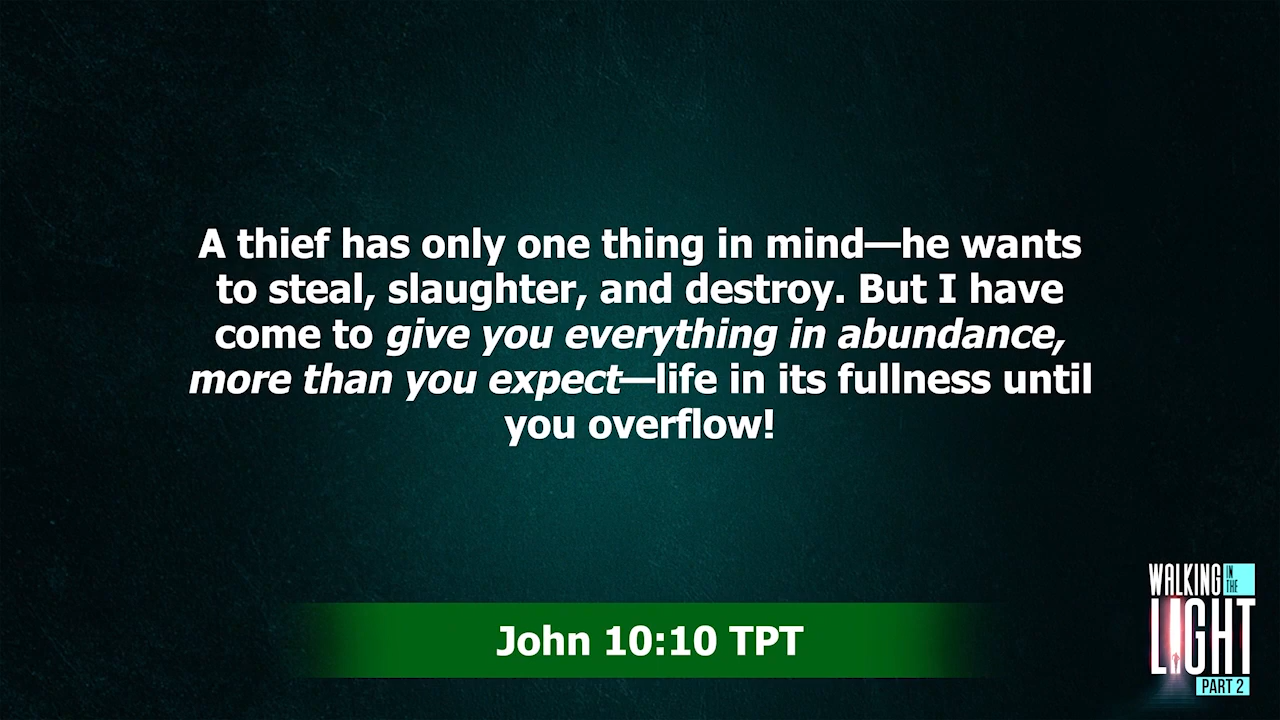 A thief has only one thing in mind—he wants
to steal, slaughter, and destroy. But I have
come to give you everything in abundance,
more than you expect—life in its fullness until
you overflow!
John 10:10 TPT
WALKING IN THE
LIGHT
PART 2